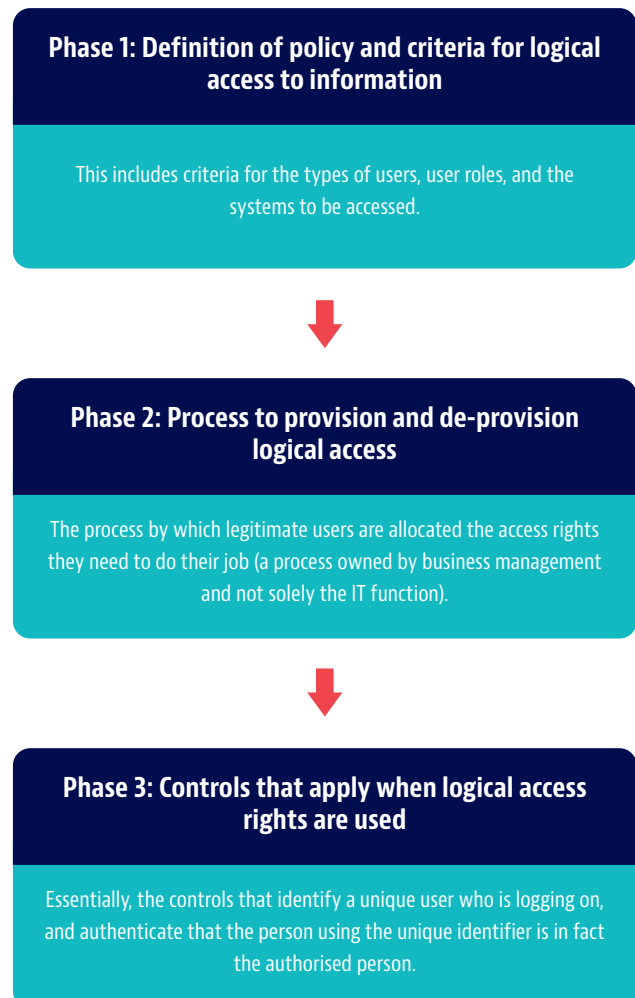 Phase 1: Definition of policy and criteria for logical
access to information
This includes criteria for the types of users, user roles, and the
systems to be accessed.
Phase 2: Process to provision and de-provision
logical access
The process by which legitimate users are allocated the access rights
they need to do their job (a process owned by business management
and not solely the IT function).
Phase 3: Controls that apply when logical access
rights are used
Essentially, the controls that identify a unique user who is logging on,
and authenticate that the person using the unique identifier is in fact
the authorised person.